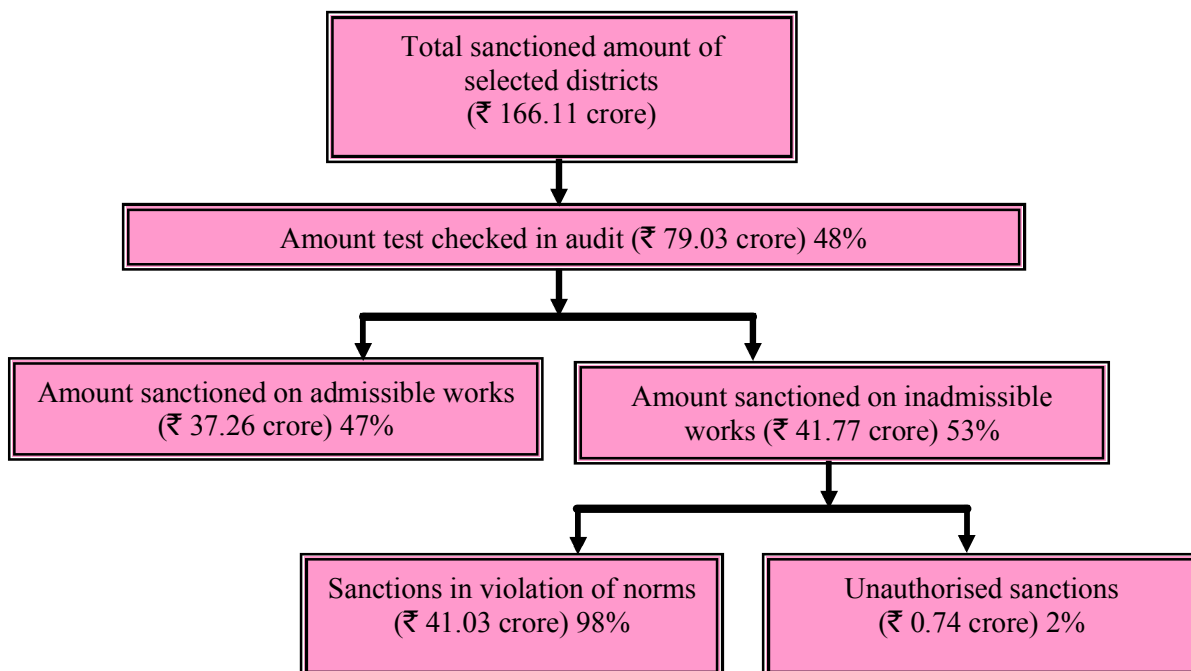 Total sanctioned amount of
selected districts
(₹ 166.11 crore)
Amount test checked in audit (₹ 79.03 crore) 48%
Amount sanctioned on admissible works
(₹ 37.26 crore) 47%
Amount sanctioned on inadmissible
works (₹ 41.77 crore) 53%
Sanctions in violation of norms
(₹ 41.03 crore) 98%
Unauthorised sanctions
(₹ 0.74 crore) 2%